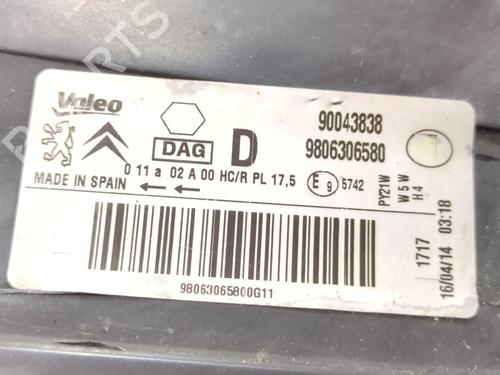 Valeo
90043838
9806306580
DAG
D
0 11 a 02 A 00 HC/R PL 17,5
E 9 5742
MADE IN SPAIN
PY21W
W5W
H4
1717
16/04/14 03:18
98063065800G11